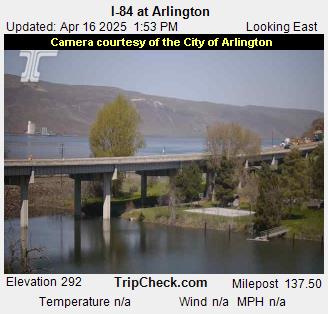 I-84 at Arlington
Updated: Apr 16 2025 1:53 PM Looking East
Camera courtesy of the City of Arlington
Elevation 292 TripCheck.com Milepost 137.50
Temperature n/a Wind n/a MPH n/a